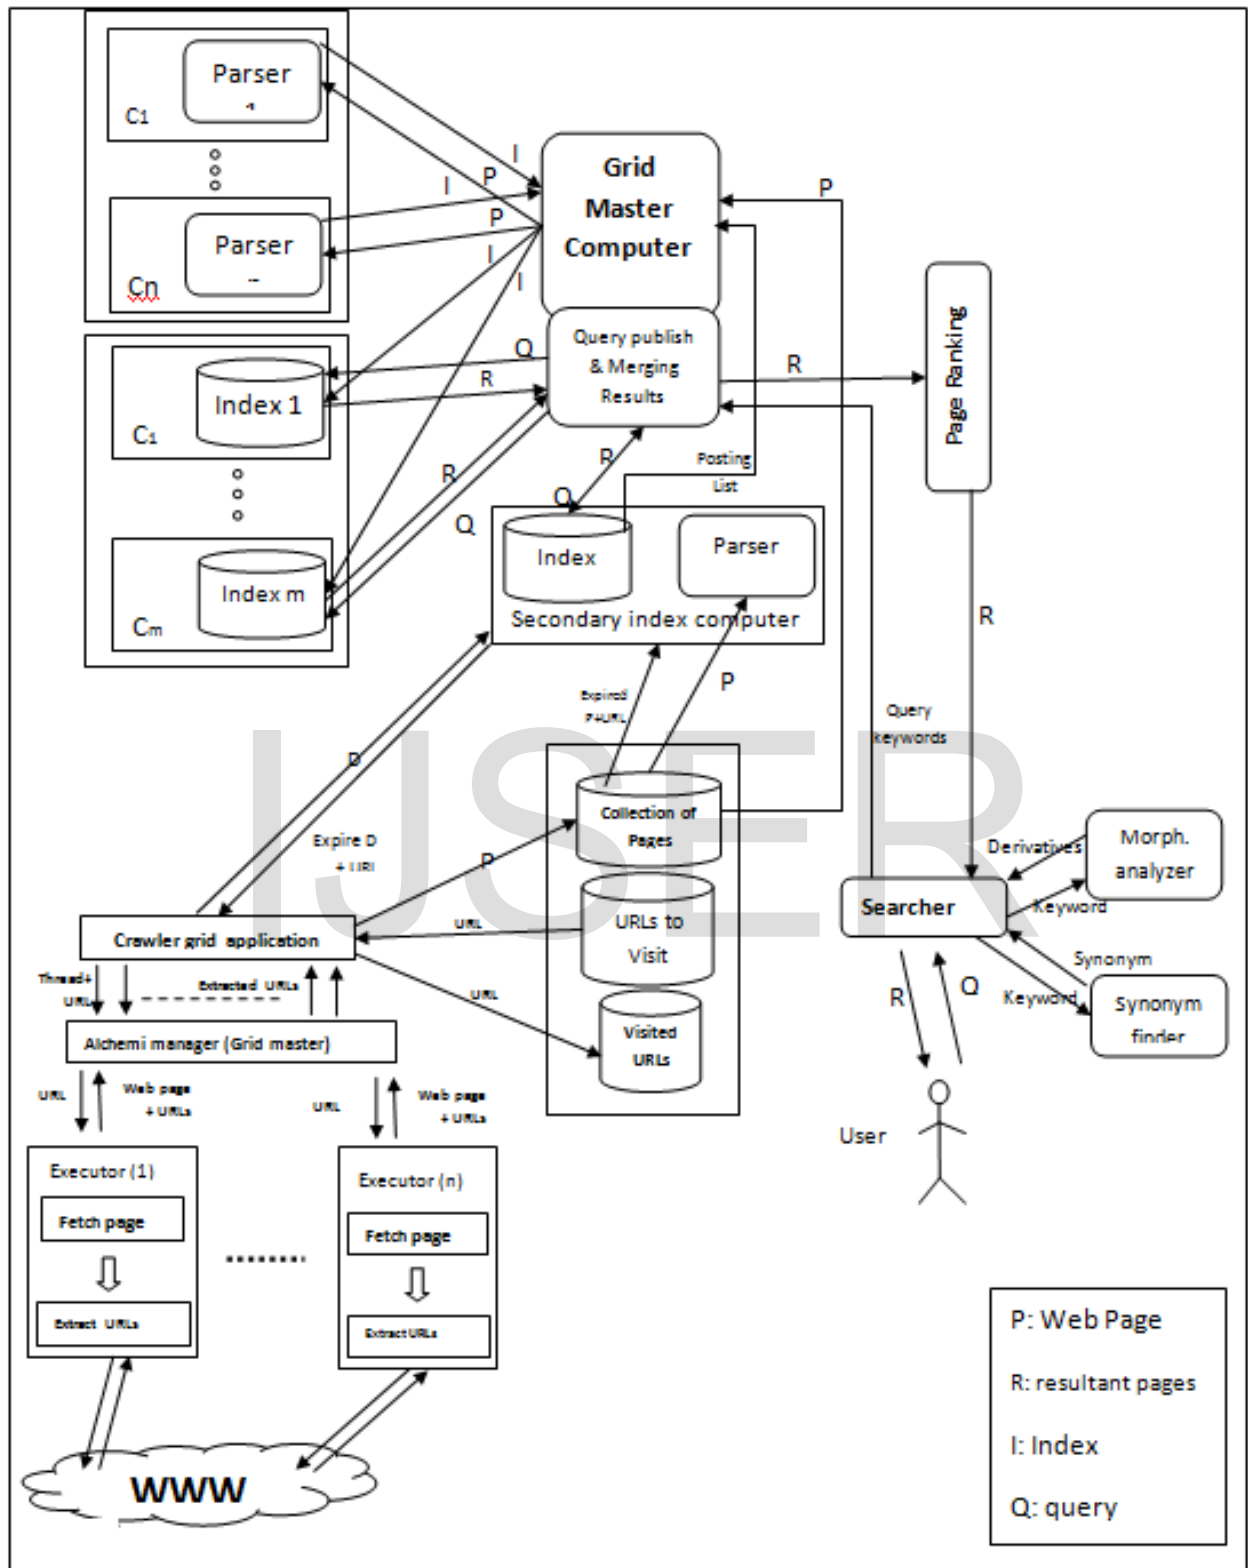 Parser
C1
Parser
Cn
Grid
Master
Computer
I
P
I
P
I
I
P
Query publish
& Merging
Results
Q
R
R
Page Ranking
Index 1
C1
R
Q
R
Q
Posting
List
Index m
Cm
Index
Parser
Secondary index computer
R
Expired
P+URL
P
Query
keywords
IJSER
Expire D
+ URL
P
Collection of
Pages
URLs to
Visit
Visited
URLs
URL
URL
Crawler grid application
Thread+
URL
Extracted URLs
Alchemi manager (Grid master)
URL
Web page
+ URLs
URL
Web page
+ URLs
Executor (1)
Fetch page
Extract URLs
Executor (n)
Fetch page
Extract URLs
WWW
Searcher
Derivatives
Keyword
Morph.
analyzer
Synonym
Keyword
Synonym
finder
R
Q
User
P: Web Page
R: resultant pages
I: Index
Q: query